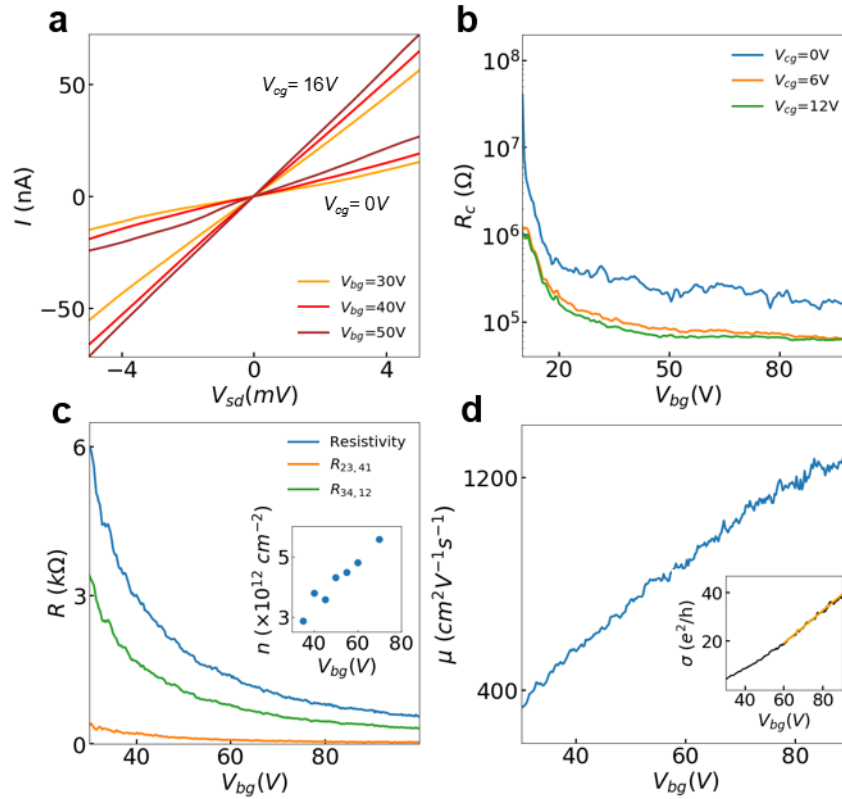 a
50
0
−50
I (nA)
V_cg= 16V
V_cg= 0V
V_bg=30V
V_bg=40V
V_bg=50V
−4
0
4
V_sd(mV)
b
10^8
10^7
10^6
10^5
R_c (Ω)
V_cg=0V
V_cg=6V
V_cg=12V
20
50
80
V_bg(V)
c
6
3
0
R (kΩ)
Resistivity
R_23,41
R_34,12
n (×10^12 cm^−2)
5
3
40
60
80
V_bg(V)
40
60
80
V_bg(V)
d
1200
400
μ (cm^2V^−1s^−1)
σ (e^2/h)
40
20
40
60
80
V_bg(V)
40
60
80
V_bg(V)